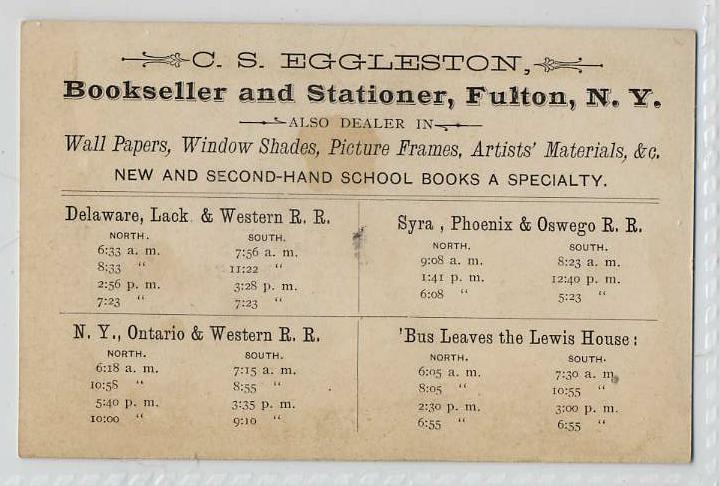 C. S. EGGLESTON,
Bookseller and Stationer, Fulton, N. Y.
ALSO DEALER IN
Wall Papers, Window Shades, Picture Frames, Artists' Materials, &c.
NEW AND SECOND-HAND SCHOOL BOOKS A SPECIALTY.
Delaware, Lack. & Western R. R.
NORTH. SOUTH.
6:33 a. m. 7:56 a. m.
8:33 " 11:22 "
2:56 p. m. 3:28 p. m.
7:23 " 7:23 "
Syra , Phoenix & Oswego R. R.
NORTH. SOUTH.
9:08 a. m. 8:23 a. m.
1:41 p. m. 12:40 p. m.
6:08 " 5:23 "
N. Y., Ontario & Western R. R.
NORTH. SOUTH.
6:18 a. m. 7:15 a. m.
10:58 " 8:55 "
5:40 p. m. 3:35 p. m.
10:00 " 9:10 "
'Bus Leaves the Lewis House:
NORTH. SOUTH.
6:05 a. m. 7:30 a. m.
8:05 " 10:55 "
2:30 p. m. 3:00 p. m.
6:55 " 6:55 "